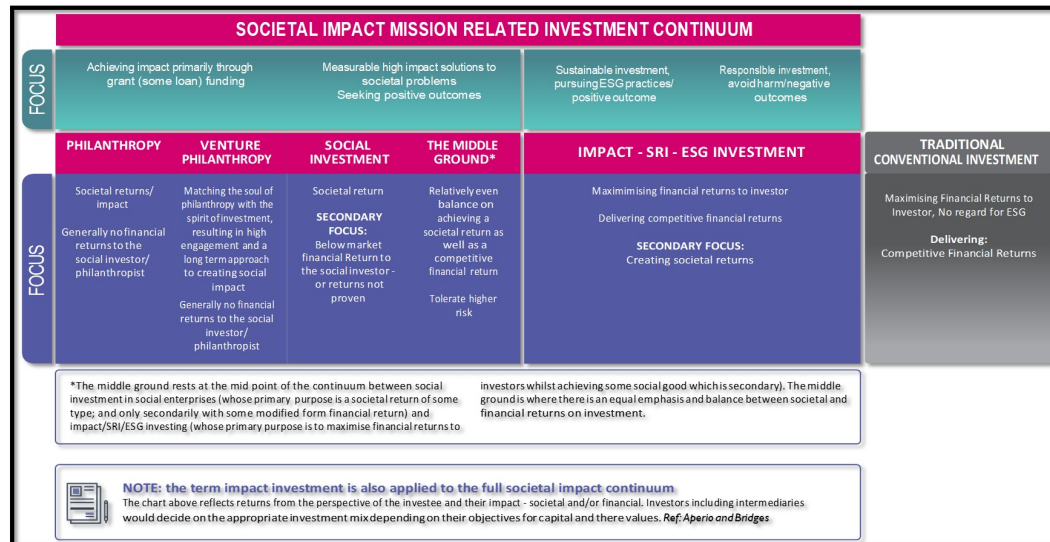 SOCIETAL IMPACT MISSION RELATED INVESTMENT CONTINUUM
FOCUS
Achieving impact primarily through
grant (some loan) funding
Measurable high impact solutions to
societal problems
Seeking positive outcomes
Sustainable investment,
pursuing ESG practices/
positive outcome
Responsible investment,
avoid harm/negative
outcomes
PHILANTHROPY
VENTURE
PHILANTHROPY
SOCIAL
INVESTMENT
THE MIDDLE
GROUND*
IMPACT - SRI - ESG INVESTMENT
TRADITIONAL
CONVENTIONAL INVESTMENT
FOCUS
Societal returns/
impact
Generally no financial
returns to the
social investor/
philanthropist
Matching the soul of
philanthropy with the
spirit of investment,
resulting in high
engagement and a
long term approach
to creating social
impact
Generally no financial
returns to the social
investor/
philanthropist
Societal return
SECONDARY
FOCUS:
Below market
financial Return to
the social investor -
or returns not
proven
Relatively even
balance on
achieving a
societal return as
well as a
competitive
financial return
Tolerate higher
risk
Maximimising financial returns to investor
Delivering competitive financial returns
SECONDARY FOCUS:
Creating societal returns
Maximising Financial Returns to
Investor, No regard for ESG
Delivering:
Competitive Financial Returns
*The middle ground rests at the mid point of the continuum between social
investment in social enterprises (whose primary purpose is a societal return of some
type; and only secondarily with some modified form financial return) and
impact/SRI/ESG investing (whose primary purpose is to maximise financial returns to
investors whilst achieving some social good which is secondary). The middle
ground is where there is an equal emphasis and balance between societal and
financial returns on investment.
NOTE: the term impact investment is also applied to the full societal impact continuum
The chart above reflects returns from the perspective of the investee and their impact - societal and/or financial. Investors including intermediaries
would decide on the appropriate investment mix depending on their objectives for capital and there values. Ref: Aperio and Bridges